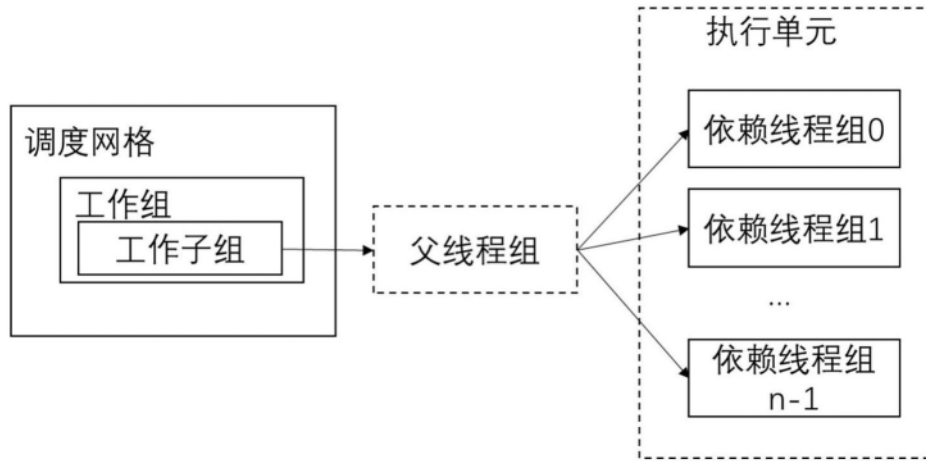 调度网格
工作组
工作子组
父线程组
执行单元
依赖线程组0
依赖线程组1
...
依赖线程组
n-1